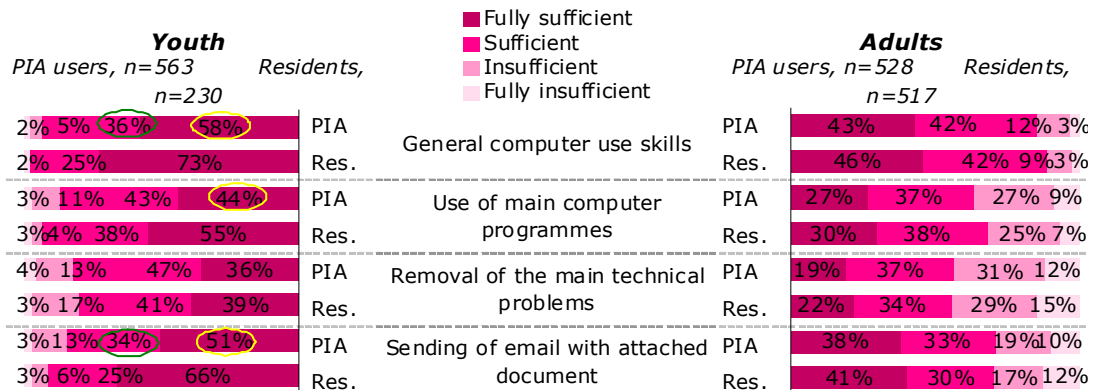 Fully sufficient
Sufficient
Insufficient
Fully insufficient
Youth
PIA users, n=563 Residents,
n=230
Adults
PIA users, n=528 Residents,
n=517
2% 5% 36% 58% PIA
2% 25% 73% Res.
General computer use skills
PIA 43% 42% 12% 3%
Res. 46% 42% 9% 3%
3% 11% 43% 44% PIA
3% 4% 38% 55% Res.
Use of main computer
programmes
PIA 27% 37% 27% 9%
Res. 30% 38% 25% 7%
4% 13% 47% 36% PIA
3% 17% 41% 39% Res.
Removal of the main technical
problems
PIA 19% 37% 31% 12%
Res. 22% 34% 29% 15%
3% 13% 34% 51% PIA
3% 6% 25% 66% Res.
Sending of email with attached
document
PIA 38% 33% 19% 10%
Res. 41% 30% 17% 12%